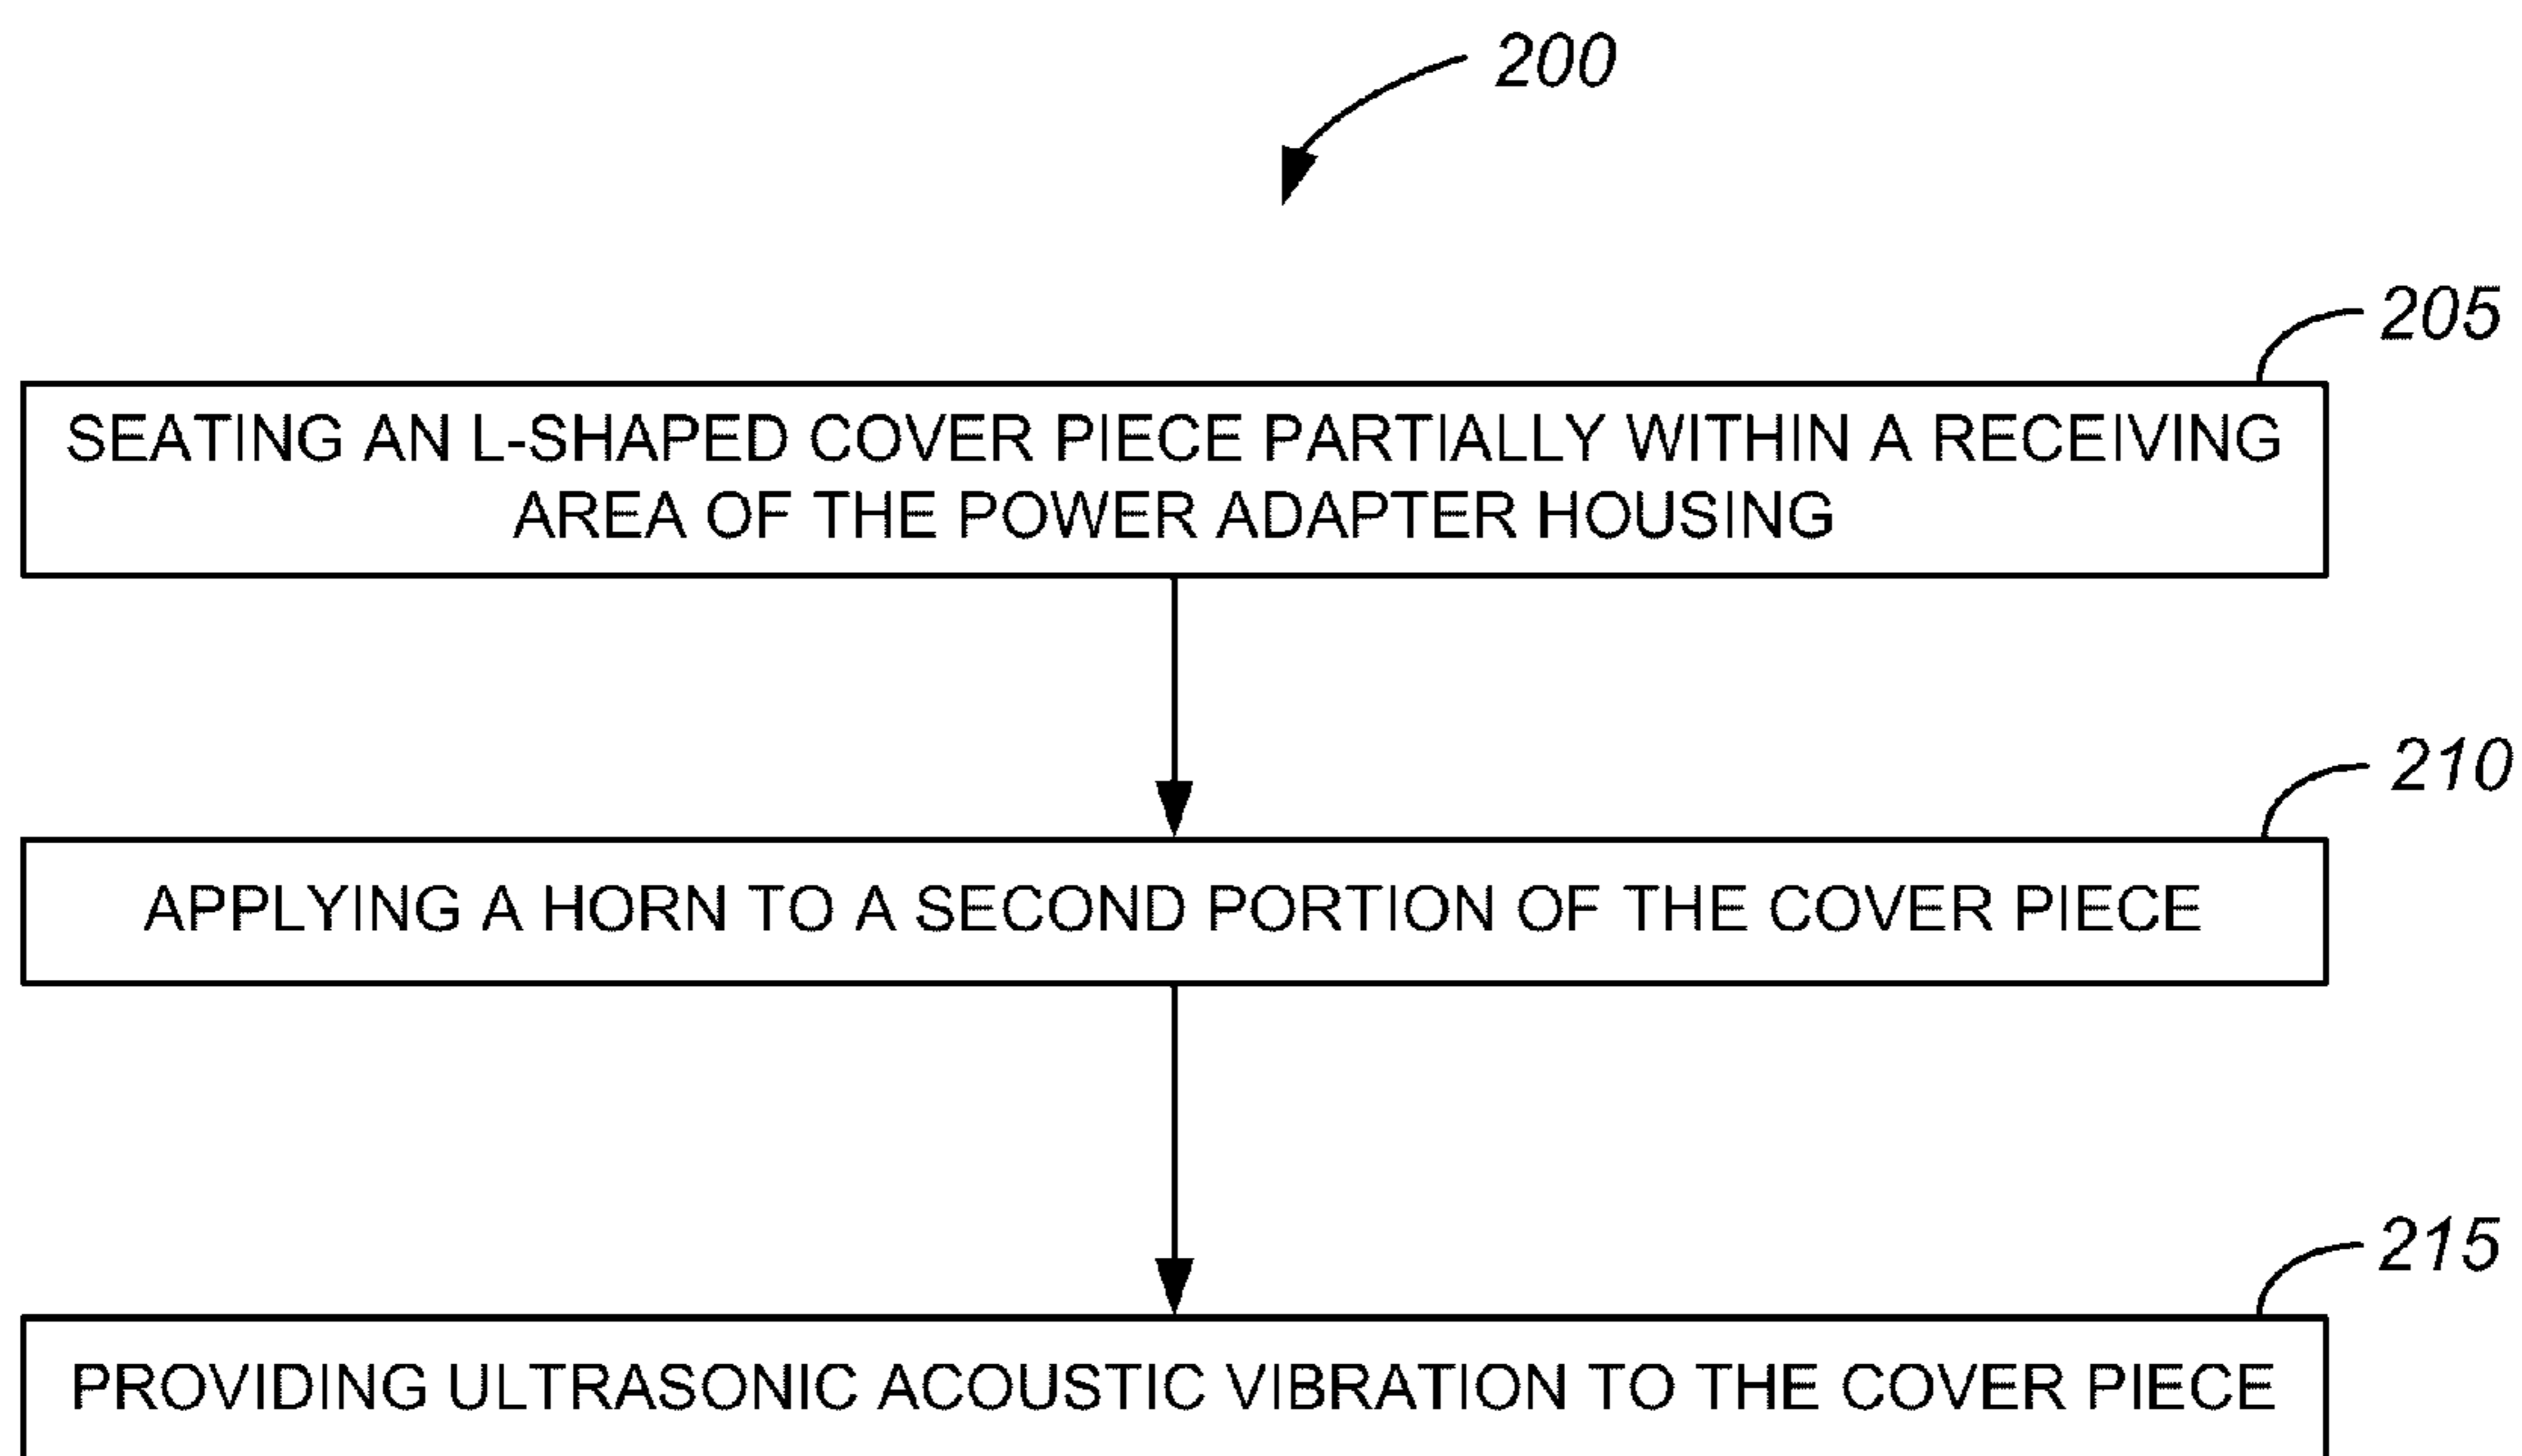 200
205
SEATING AN L-SHAPED COVER PIECE PARTIALLY WITHIN A RECEIVING
AREA OF THE POWER ADAPTER HOUSING
210
APPLYING A HORN TO A SECOND PORTION OF THE COVER PIECE
215
PROVIDING ULTRASONIC ACOUSTIC VIBRATION TO THE COVER PIECE